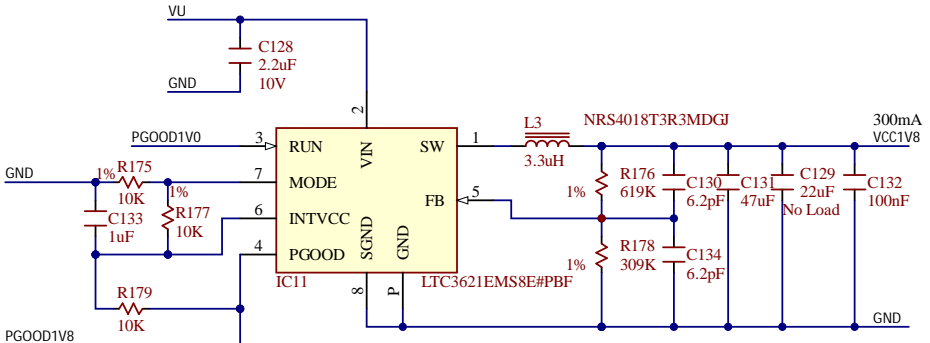 VU
C128
2.2uF
10V
GND
PGOOD1V0
3
RUN
2
VIN
SW
1
L3
NRS4018T3R3MDGJ
3.3uH
300mA
VCC1V8
GND
1%
R175
10K
7
MODE
1%
R177
10K
C133
1uF
6
INTVCC
4
PGOOD
FB
5
1%
R176
619K
C130
6.2pF
C131
47uF
C129
22uF
No Load
C132
100nF
1%
R178
309K
C134
6.2pF
SGND
GND
IC11
LTC3621EMS8E#PBF
8
P
R179
10K
GND
PGOOD1V8